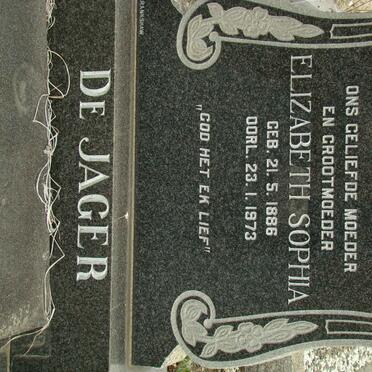 ONS GELIEFDE MOEDER
EN GROOTMOEDER
ELIZABETH SOPHIA
GEB. 21. 5. 1886
OORL. 23. 1. 1973
„GOD HET EK LIEF”
DE JAGER